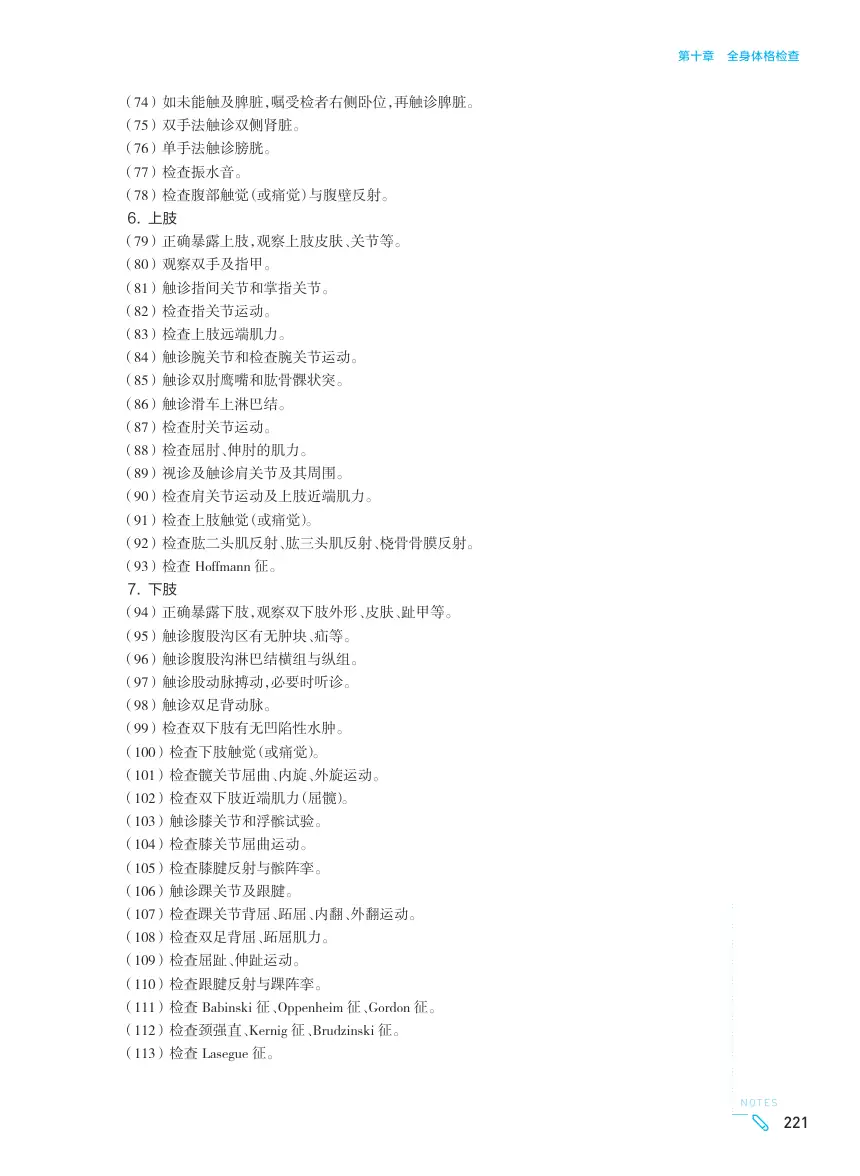 第十章 全身体格检查
（74）如未能触及脾脏，嘱受检者右侧卧位，再触诊脾脏。
（75）双手法触诊双侧肾脏。
（76）单手法触诊膀胱。
（77）检查振水音。
（78）检查腹部触觉（或痛觉）与腹壁反射。
6. 上肢
（79）正确暴露上肢，观察上肢皮肤、关节等。
（80）观察双手及指甲。
（81）触诊指间关节和掌指关节。
（82）检查指关节运动。
（83）检查上肢远端肌力。
（84）触诊腕关节和检查腕关节运动。
（85）触诊双肘鹰嘴和肱骨髁状突。
（86）触诊滑车上淋巴结。
（87）检查肘关节运动。
（88）检查屈肘、伸肘的肌力。
（89）视诊及触诊肩关节及其周围。
（90）检查肩关节运动及上肢近端肌力。
（91）检查上肢触觉（或痛觉）。
（92）检查肱二头肌反射、肱三头肌反射、桡骨骨膜反射。
（93）检查 Hoffmann 征。
7. 下肢
（94）正确暴露下肢，观察双下肢外形、皮肤、趾甲等。
（95）触诊腹股沟区有无肿块、疝等。
（96）触诊腹股沟淋巴结横组与纵组。
（97）触诊股动脉搏动，必要时听诊。
（98）触诊双足背动脉。
（99）检查双下肢有无凹陷性水肿。
（100）检查下肢触觉（或痛觉）。
（101）检查髋关节屈曲、内旋、外旋运动。
（102）检查双下肢近端肌力（屈髋）。
（103）触诊膝关节和浮髌试验。
（104）检查膝关节屈曲运动。
（105）检查膝腱反射与髌阵挛。
（106）触诊踝关节及跟腱。
（107）检查踝关节背屈、跖屈、内翻、外翻运动。
（108）检查双足背屈、跖屈肌力。
（109）检查屈趾、伸趾运动。
（110）检查跟腱反射与踝阵挛。
（111）检查 Babinski 征、Oppenheim 征、Gordon 征。
（112）检查颈强直、Kernig 征、Brudzinski 征。
（113）检查 Lasegue 征。
NOTES
221